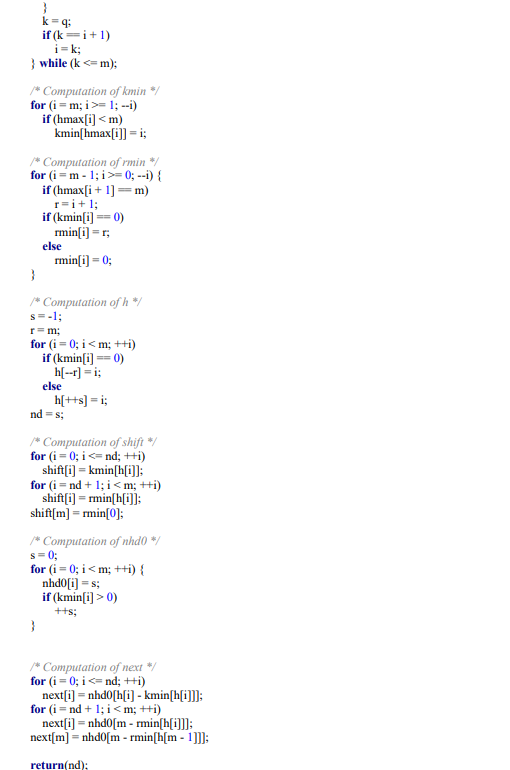 }
k = q;
if (k == i + 1)
i = k;
} while (k <= m);
/* Computation of kmin */
for (i = m; i >= 1; --i)
if (hmax[i] < m)
kmin[hmax[i]] = i;
/* Computation of rmin */
for (i = m - 1; i >= 0; --i) {
if (hmax[i + 1] == m)
r = i + 1;
if (kmin[i] == 0)
rmin[i] = r;
else
rmin[i] = 0;
}
/* Computation of h */
s = -1;
r = m;
for (i = 0; i < m; ++i)
if (kmin[i] == 0)
h[--r] = i;
else
h[++s] = i;
nd = s;
/* Computation of shift */
for (i = 0; i <= nd; ++i)
shift[i] = kmin[h[i]];
for (i = nd + 1; i < m; ++i)
shift[i] = rmin[h[i]];
shift[m] = rmin[0];
/* Computation of nhd0 */
s = 0;
for (i = 0; i < m; ++i) {
nhd0[i] = s;
if (kmin[i] > 0)
++s;
}
/* Computation of next */
for (i = 0; i <= nd; ++i)
next[i] = nhd0[h[i] - kmin[h[i]]];
for (i = nd + 1; i < m; ++i)
next[i] = nhd0[m - rmin[h[i]]];
next[m] = nhd0[m - rmin[h[m - 1]]];
return(nd);